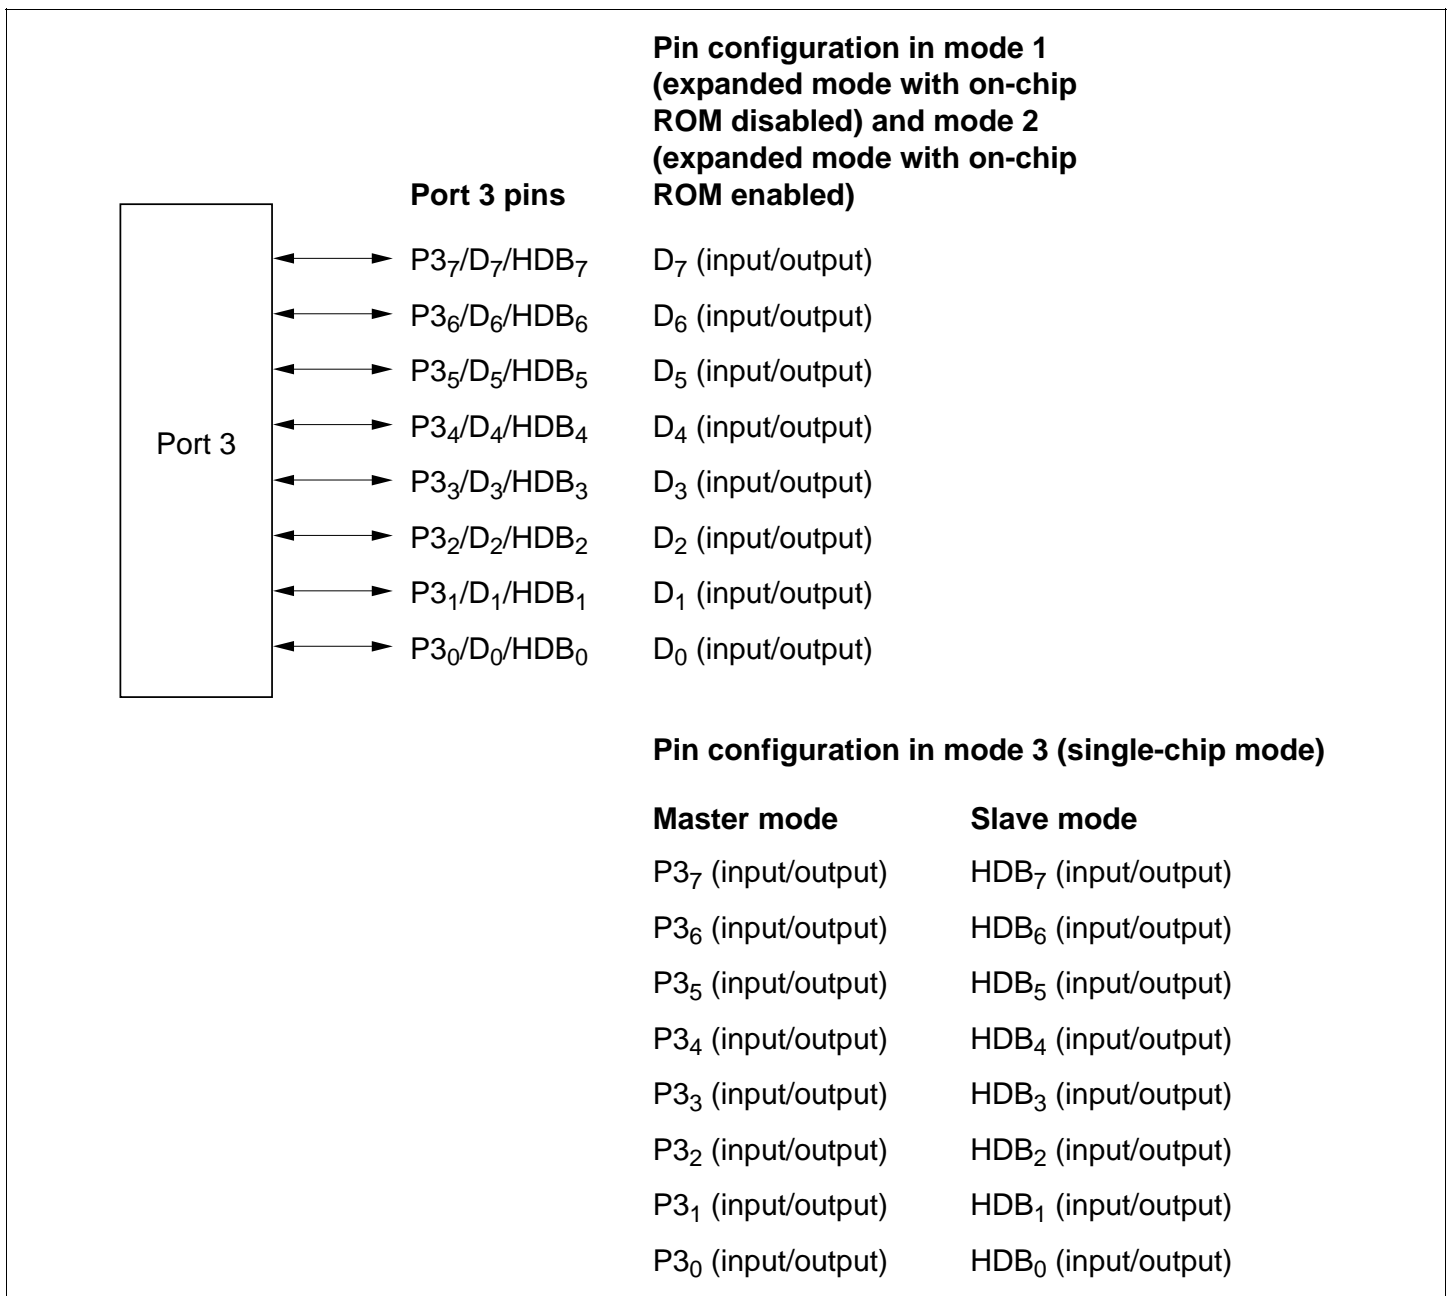 Pin configuration in mode 1
(expanded mode with on-chip
ROM disabled) and mode 2
(expanded mode with on-chip
Port 3 pins ROM enabled)
P3₇/D₇/HDB₇ D₇ (input/output)
P3₆/D₆/HDB₆ D₆ (input/output)
P3₅/D₅/HDB₅ D₅ (input/output)
P3₄/D₄/HDB₄ D₄ (input/output)
Port 3
P3₃/D₃/HDB₃ D₃ (input/output)
P3₂/D₂/HDB₂ D₂ (input/output)
P3₁/D₁/HDB₁ D₁ (input/output)
P3₀/D₀/HDB₀ D₀ (input/output)
Pin configuration in mode 3 (single-chip mode)
Master mode Slave mode
P3₇ (input/output) HDB₇ (input/output)
P3₆ (input/output) HDB₆ (input/output)
P3₅ (input/output) HDB₅ (input/output)
P3₄ (input/output) HDB₄ (input/output)
P3₃ (input/output) HDB₃ (input/output)
P3₂ (input/output) HDB₂ (input/output)
P3₁ (input/output) HDB₁ (input/output)
P3₀ (input/output) HDB₀ (input/output)